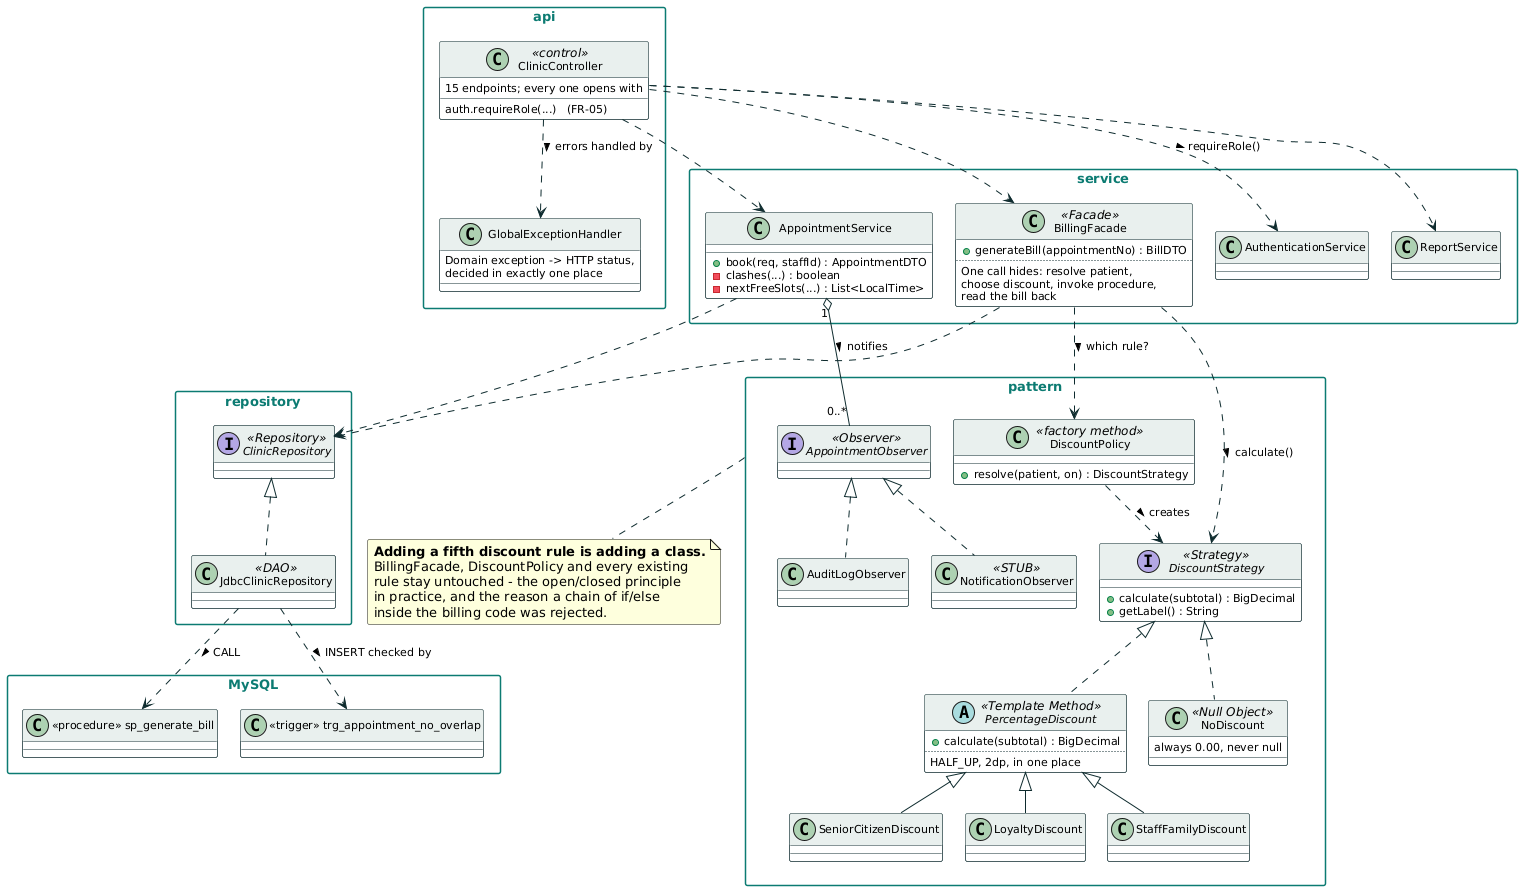 api
C
«control»
ClinicController
15 endpoints; every one opens with
auth.requireRole(...)   (FR-05)
errors handled by
requireRole()
C
GlobalExceptionHandler
Domain exception -> HTTP status,
decided in exactly one place
service
C
AppointmentService
book(req, staffId) : AppointmentDTO
clashes(...) : boolean
nextFreeSlots(...) : List<LocalTime>
C
«Facade»
BillingFacade
generateBill(appointmentNo) : BillDTO
One call hides: resolve patient,
choose discount, invoke procedure,
read the bill back
C
AuthenticationService
C
ReportService
1
notifies
0..*
which rule?
calculate()
repository
I
«Repository»
ClinicRepository
C
«DAO»
JdbcClinicRepository
CALL
INSERT checked by
MySQL
C
«procedure» sp_generate_bill
C
«trigger» trg_appointment_no_overlap
Adding a fifth discount rule is adding a class.
BillingFacade, DiscountPolicy and every existing
rule stay untouched - the open/closed principle
in practice, and the reason a chain of if/else
inside the billing code was rejected.
pattern
I
«Observer»
AppointmentObserver
C
«factory method»
DiscountPolicy
resolve(patient, on) : DiscountStrategy
creates
C
AuditLogObserver
C
«STUB»
NotificationObserver
I
«Strategy»
DiscountStrategy
calculate(subtotal) : BigDecimal
getLabel() : String
A
«Template Method»
PercentageDiscount
calculate(subtotal) : BigDecimal
HALF_UP, 2dp, in one place
C
«Null Object»
NoDiscount
always 0.00, never null
C
SeniorCitizenDiscount
C
LoyaltyDiscount
C
StaffFamilyDiscount